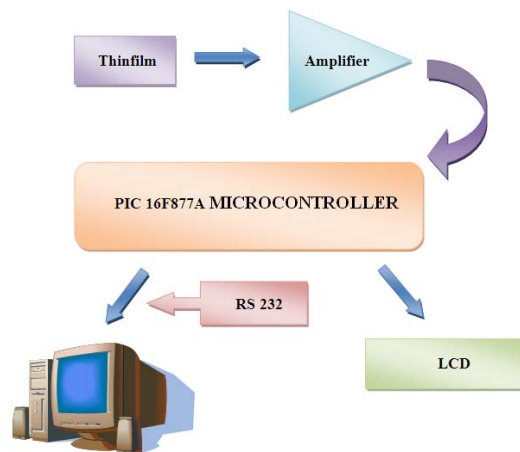 Thinfilm
Amplifier
PIC 16F877A MICROCONTROLLER
RS 232
LCD